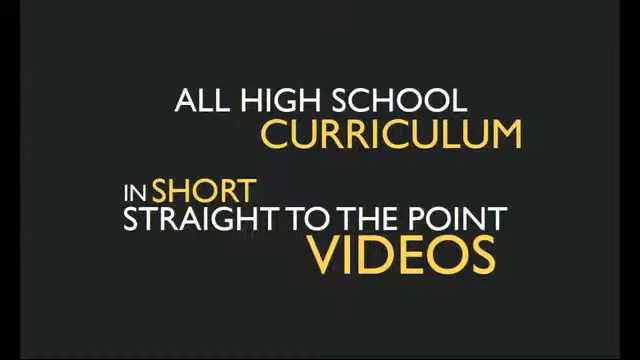 ALL HIGH SCHOOL
CURRICULUM
IN SHORT
STRAIGHT TO THE POINT
VIDEOS